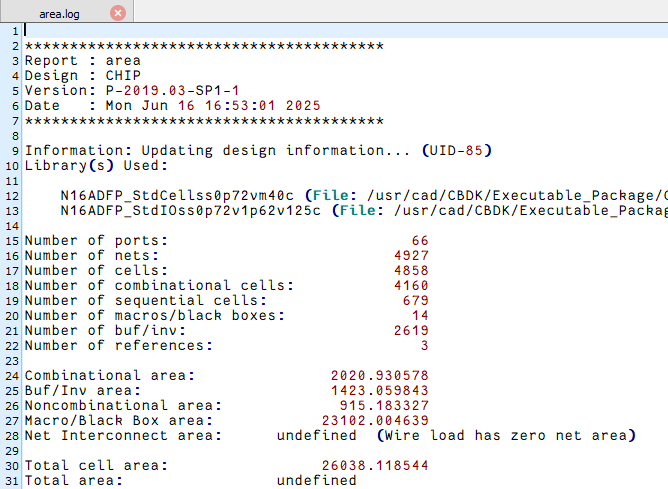 area.log
1
2 ****************************************
3 Report : area
4 Design : CHIP
5 Version: P-2019.03-SP1-1
6 Date   : Mon Jun 16 16:53:01 2025
7 ****************************************
8
9 Information: Updating design information... (UID-85)
10 Library(s) Used:
11
12     N16ADFP_StdCellss0p72vm40c (File: /usr/cad/CBDK/Executable_Package/
13     N16ADFP_StdIOss0p72v1p62v125c (File: /usr/cad/CBDK/Executable_Packag
14
15 Number of ports:                           66
16 Number of nets:                          4927
17 Number of cells:                         4858
18 Number of combinational cells:           4160
19 Number of sequential cells:               679
20 Number of macros/black boxes:              14
21 Number of buf/inv:                       2619
22 Number of references:                       3
23
24 Combinational area:               2020.930578
25 Buf/Inv area:                     1423.059843
26 Noncombinational area:             915.183327
27 Macro/Black Box area:            23102.004639
28 Net Interconnect area:      undefined  (Wire load has zero net area)
29
30 Total cell area:                 26038.118544
31 Total area:                 undefined